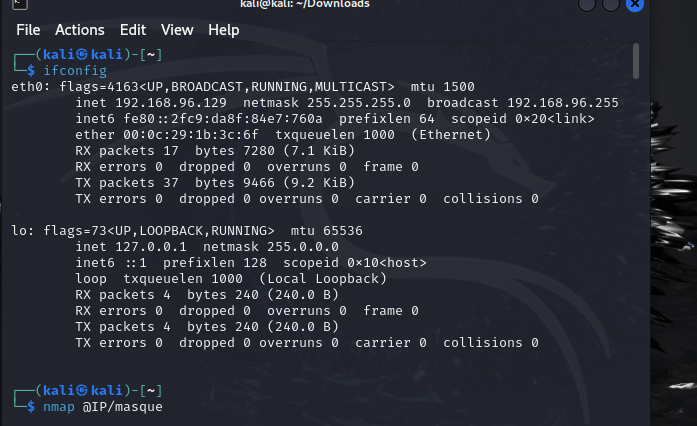 kali@kali: ~/Downloads
File Actions Edit View Help
┌──(kali㉿kali)-[~]
└─$ ifconfig
eth0: flags=4163<UP,BROADCAST,RUNNING,MULTICAST>  mtu 1500
        inet 192.168.96.129  netmask 255.255.255.0  broadcast 192.168.96.255
        inet6 fe80::2fc9:da8f:84e7:760a  prefixlen 64  scopeid 0×20<link>
        ether 00:0c:29:1b:3c:6f  txqueuelen 1000  (Ethernet)
        RX packets 17  bytes 7280 (7.1 KiB)
        RX errors 0  dropped 0  overruns 0  frame 0
        TX packets 37  bytes 9466 (9.2 KiB)
        TX errors 0  dropped 0 overruns 0  carrier 0  collisions 0
lo: flags=73<UP,LOOPBACK,RUNNING>  mtu 65536
        inet 127.0.0.1  netmask 255.0.0.0
        inet6 ::1  prefixlen 128  scopeid 0×10<host>
        loop  txqueuelen 1000  (Local Loopback)
        RX packets 4  bytes 240 (240.0 B)
        RX errors 0  dropped 0  overruns 0  frame 0
        TX packets 4  bytes 240 (240.0 B)
        TX errors 0  dropped 0 overruns 0  carrier 0  collisions 0
┌──(kali㉿kali)-[~]
└─$ nmap @IP/masque